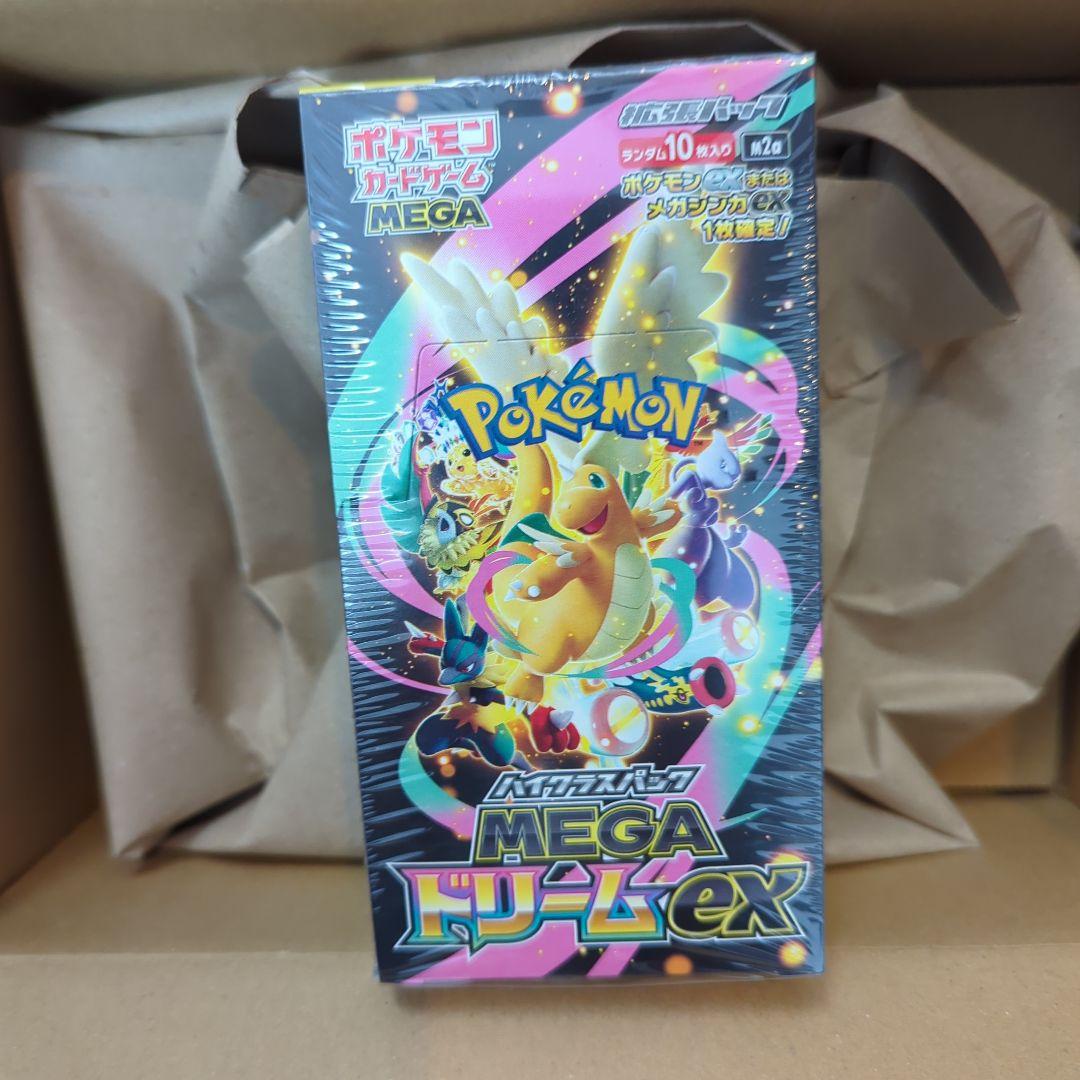 ポケモン
カードゲーム™
MEGA
拡張パック
ランダム10枚入り
M2a
ポケモンexまたは
メガシンカex
1枚確定!
POKéMON
ハイクラスパック
MEGA
ドリームex